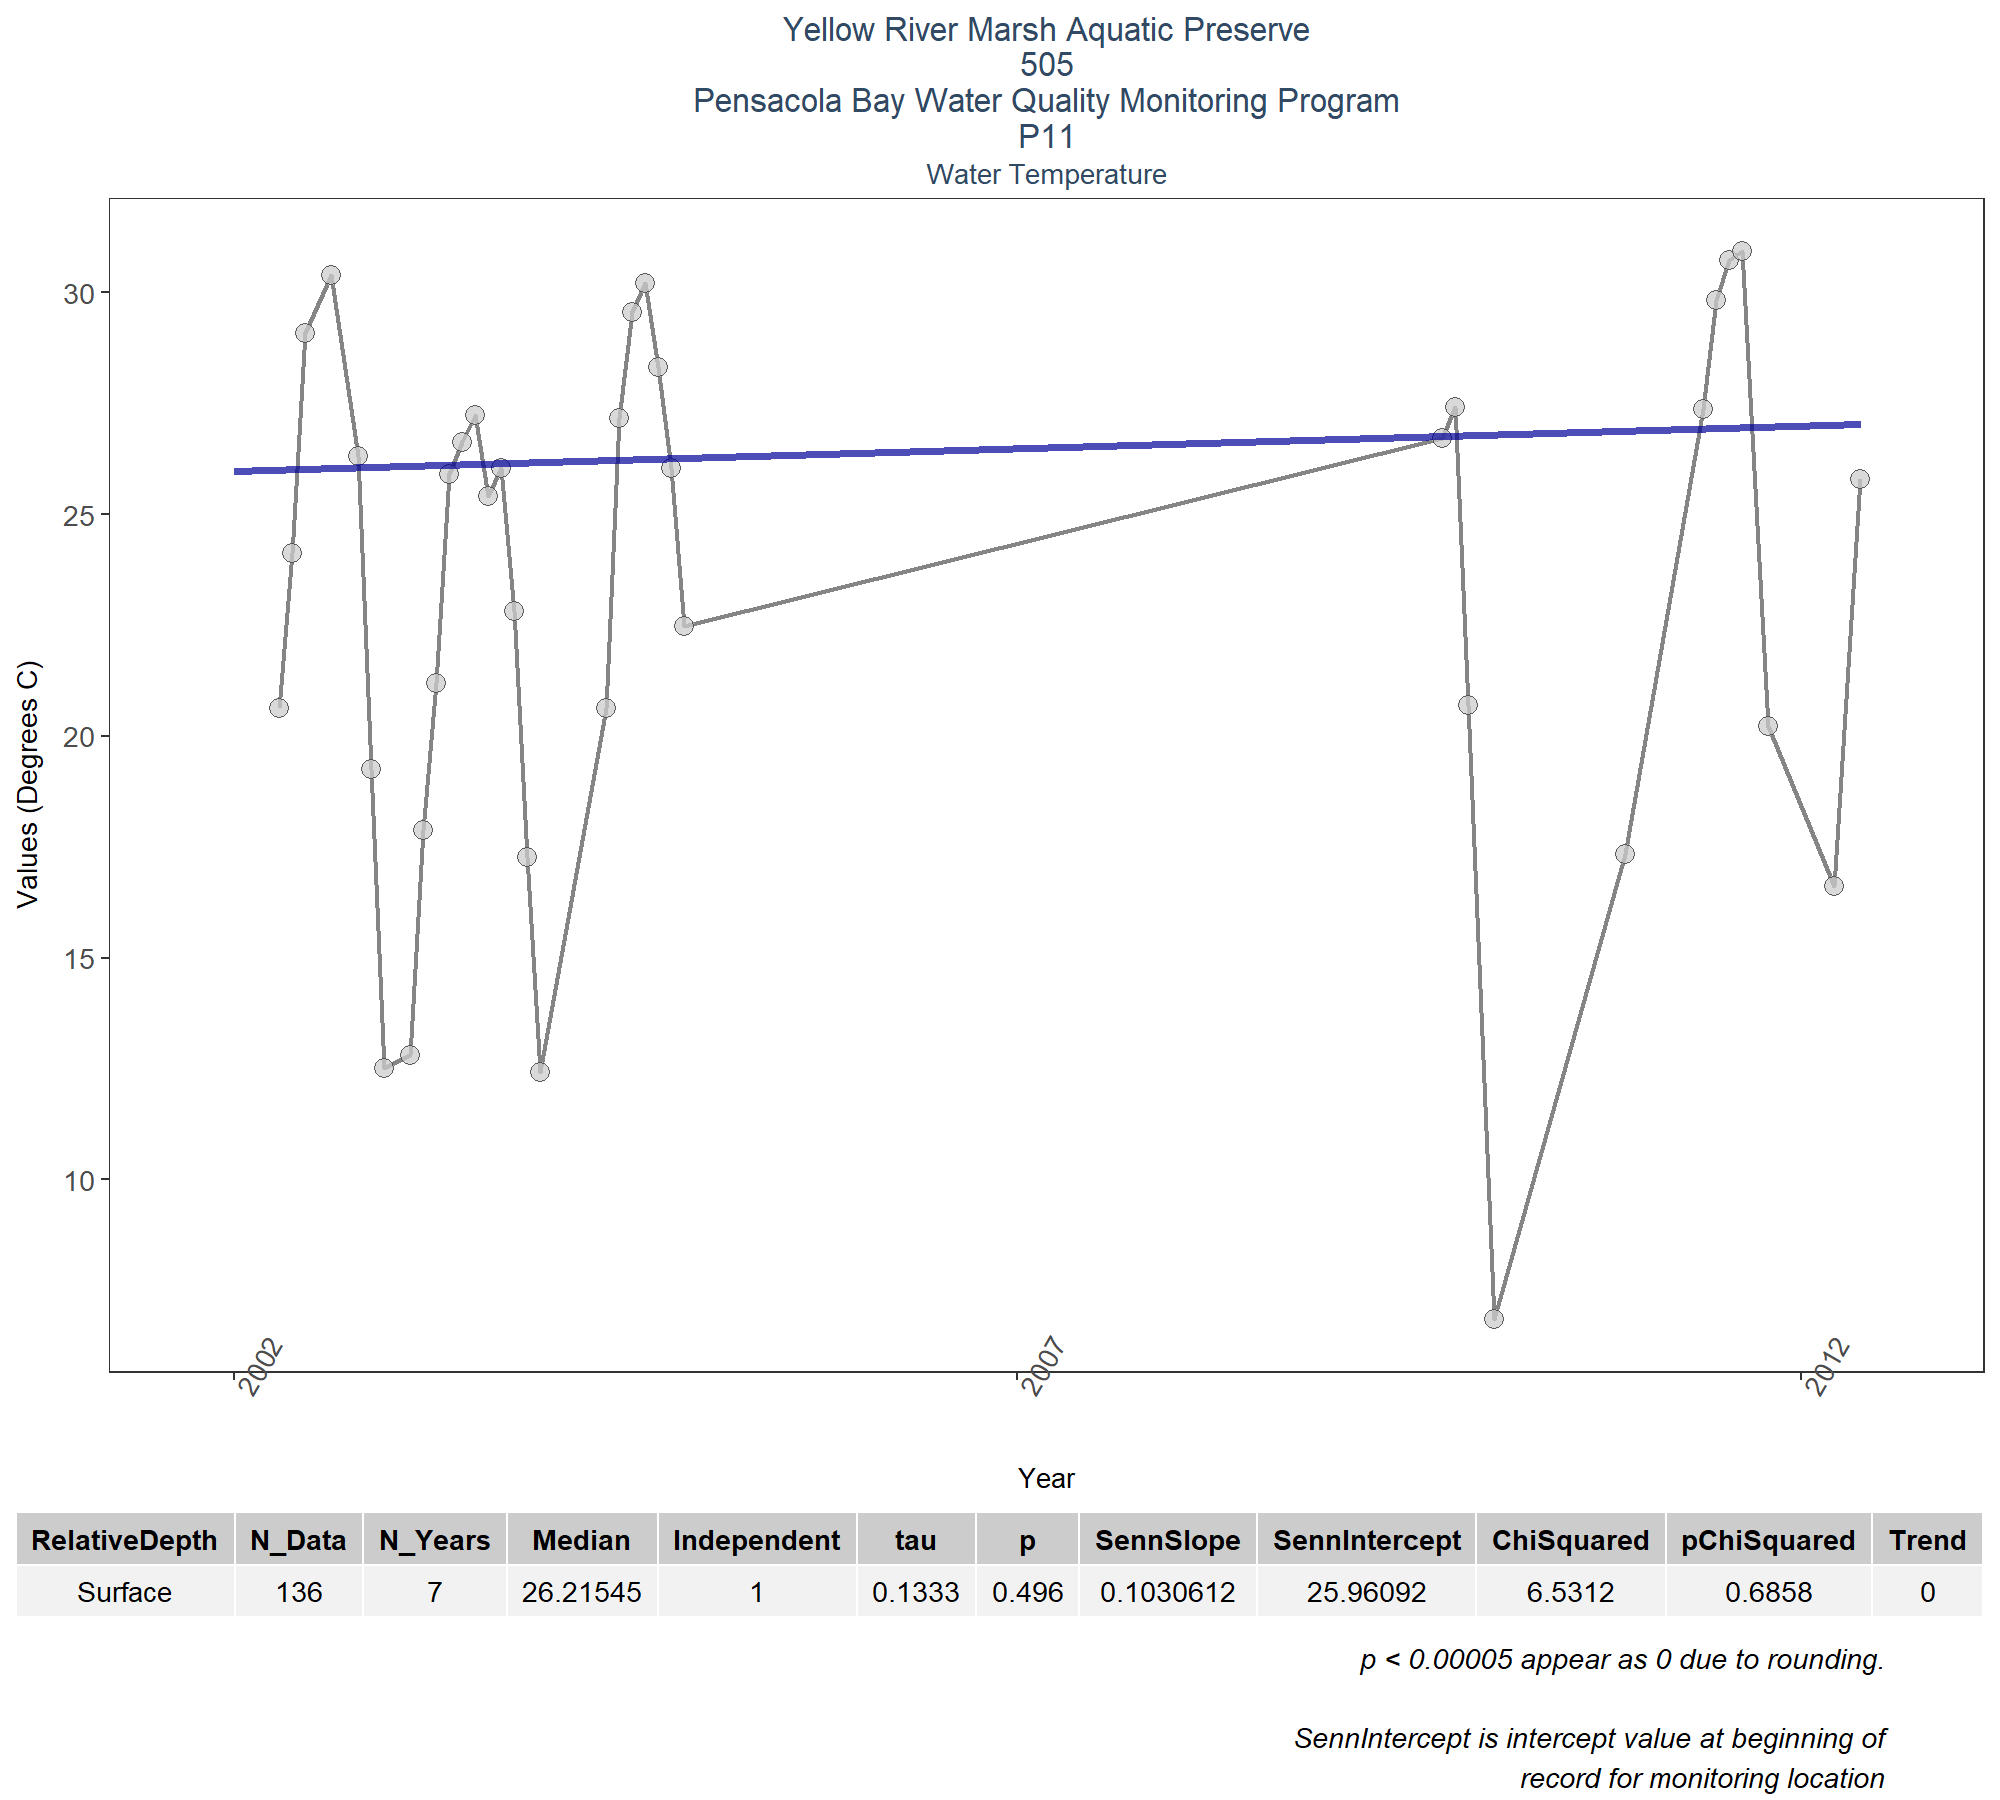 Yellow River Marsh Aquatic Preserve
505
Pensacola Bay Water Quality Monitoring Program
P11
Water Temperature
Values (Degrees C)
30
25
20
15
10
2002 2007 2012
Year
RelativeDepth N_Data N_Years Median Independent tau p SennSlope SennIntercept ChiSquared pChiSquared Trend
Surface 136 7 26.21545 1 0.1333 0.496 0.1030612 25.96092 6.5312 0.6858 0
p < 0.00005 appear as 0 due to rounding.
SennIntercept is intercept value at beginning of
record for monitoring location